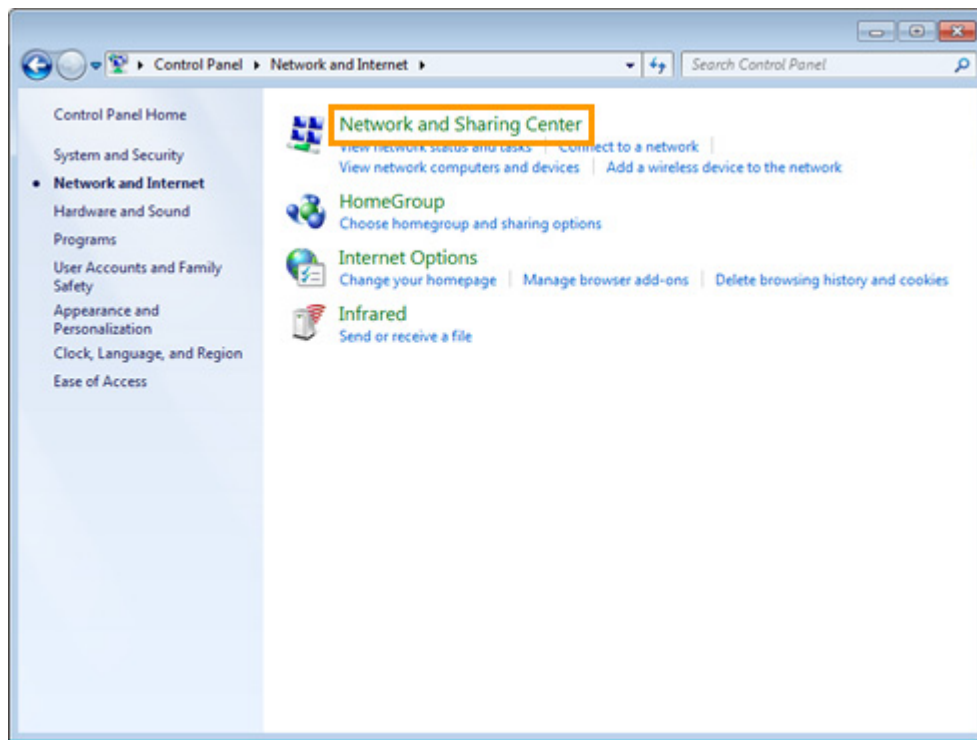 Control Panel Network and Internet Search Control Panel
Control Panel Home
System and Security
Network and Internet
Hardware and Sound
Programs
User Accounts and Family
Safety
Appearance and
Personalization
Clock, Language, and Region
Ease of Access
Network and Sharing Center
View network status and tasks Connect to a network
View network computers and devices Add a wireless device to the network
HomeGroup
Choose homegroup and sharing options
Internet Options
Change your homepage Manage browser add-ons Delete browsing history and cookies
Infrared
Send or receive a file